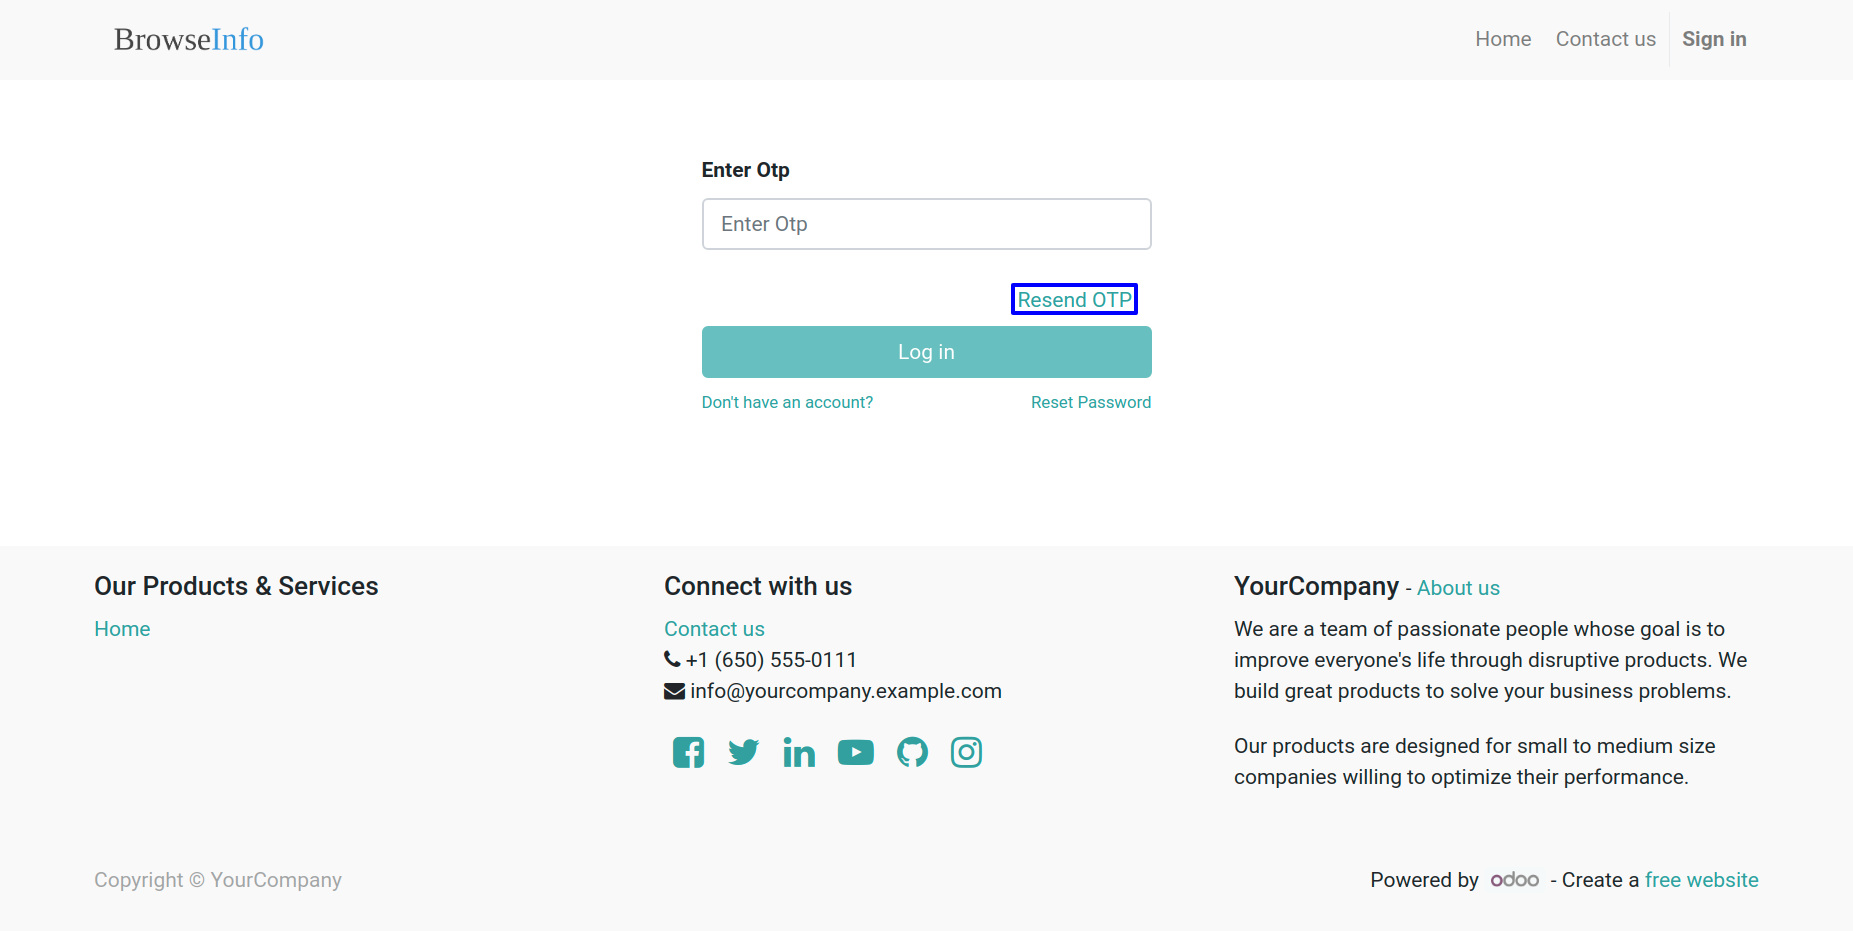 BrowseInfo
Home Contact us Sign in
Enter Otp
Enter Otp
Resend OTP
Log in
Don't have an account? Reset Password
Our Products & Services
Home
Connect with us
Contact us
+1 (650) 555-0111
info@yourcompany.example.com
YourCompany - About us
We are a team of passionate people whose goal is to
improve everyone's life through disruptive products. We
build great products to solve your business problems.
Our products are designed for small to medium size
companies willing to optimize their performance.
Copyright © YourCompany
Powered by odoo - Create a free website